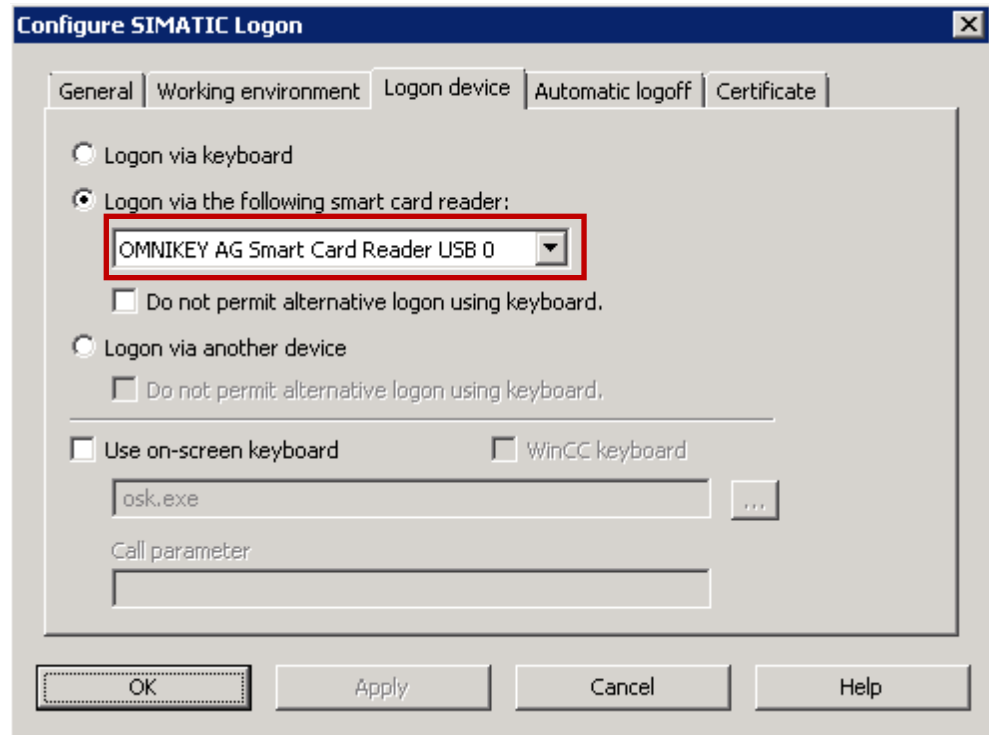 Configure SIMATIC Logon
General Working environment Logon device Automatic logoff Certificate
Logon via keyboard
Logon via the following smart card reader:
OMNIKEY AG Smart Card Reader USB 0
Do not permit alternative logon using keyboard.
Logon via another device
Do not permit alternative logon using keyboard.
Use on-screen keyboard WinCC keyboard
osk.exe ...
Call parameter
OK Apply Cancel Help